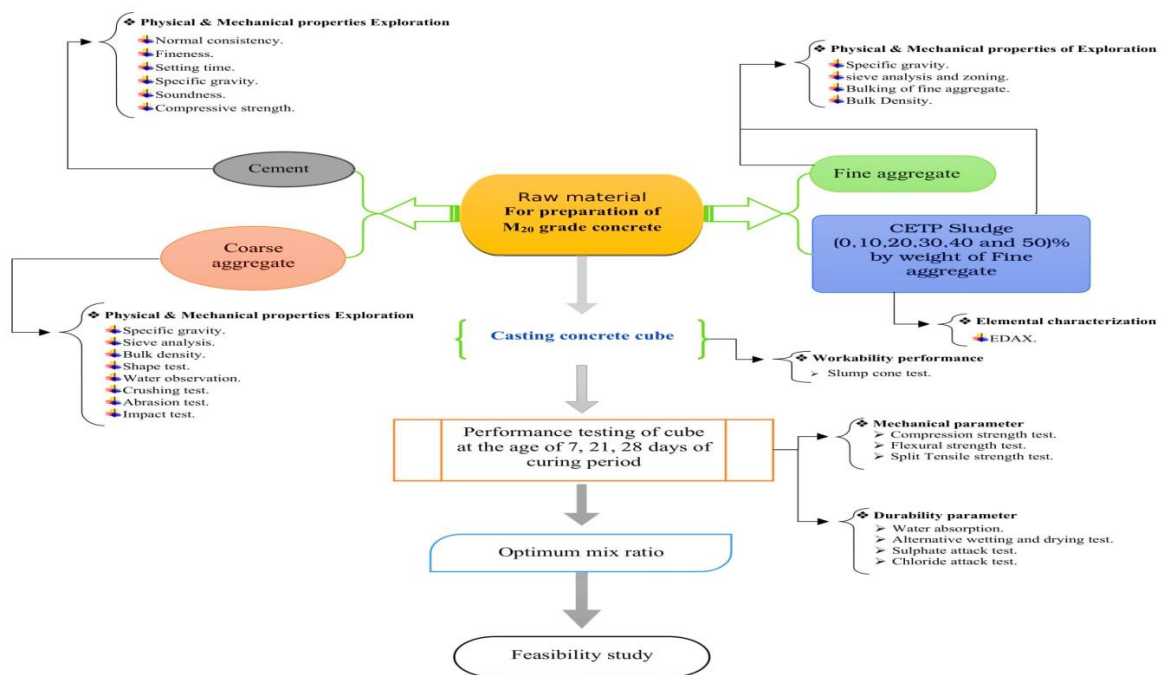 Physical & Mechanical properties Exploration
Normal consistency.
Fineness.
Setting time.
Specific gravity.
Soundness.
Compressive strength.
Physical & Mechanical properties of Exploration
Specific gravity.
sieve analysis and zoning.
Bulking of fine aggregate.
Bulk Density.
Cement
Fine aggregate
Raw material
For preparation of
M20 grade concrete
Coarse
aggregate
CETP Sludge
(0,10,20,30,40 and 50)%
by weight of Fine
aggregate
Physical & Mechanical properties Exploration
Specific gravity.
Sieve analysis.
Bulk density.
Shape test.
Water observation.
Crushing test.
Abrasion test.
Impact test.
Elemental characterization
EDAX.
Casting concrete cube
Workability performance
Slump cone test.
Performance testing of cube
at the age of 7, 21, 28 days of
curing period
Mechanical parameter
Compression strength test.
Flexural strength test.
Split Tensile strength test.
Durability parameter
Water absorption.
Alternative wetting and drying test.
Sulphate attack test.
Chloride attack test.
Optimum mix ratio
Feasibility study